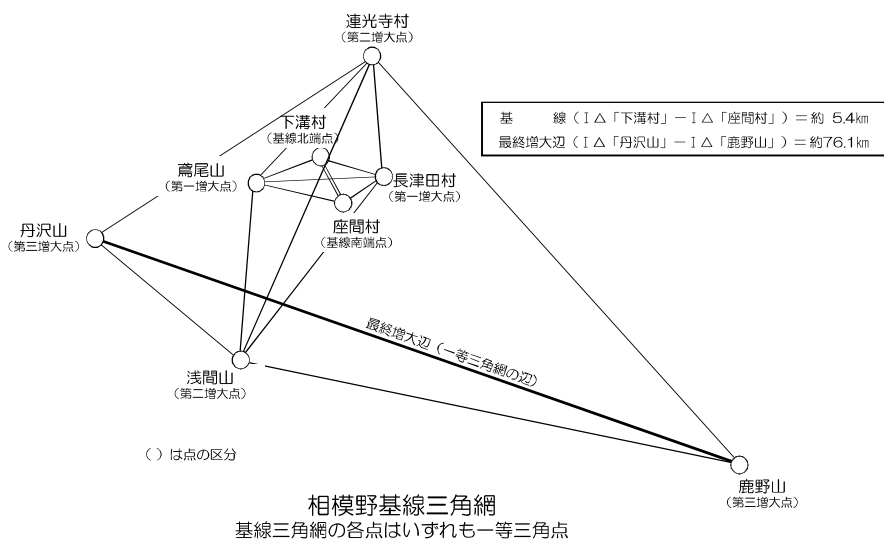 連光寺村
(第二増大点)
基　　線(Ⅰ△「下溝村」－Ⅰ△「座間村」)＝約 5.4km
最終増大辺(Ⅰ△「丹沢山」－Ⅰ△「鹿野山」)＝約76.1km
下溝村
(基線北端点)
鳶尾山
(第一増大点)
長津田村
(第一増大点)
座間村
(基線南端点)
丹沢山
(第三増大点)
最終増大辺(一等三角網の辺)
浅間山
(第二増大点)
( )は点の区分
鹿野山
(第三増大点)
相模野基線三角網
基線三角網の各点はいずれも一等三角点